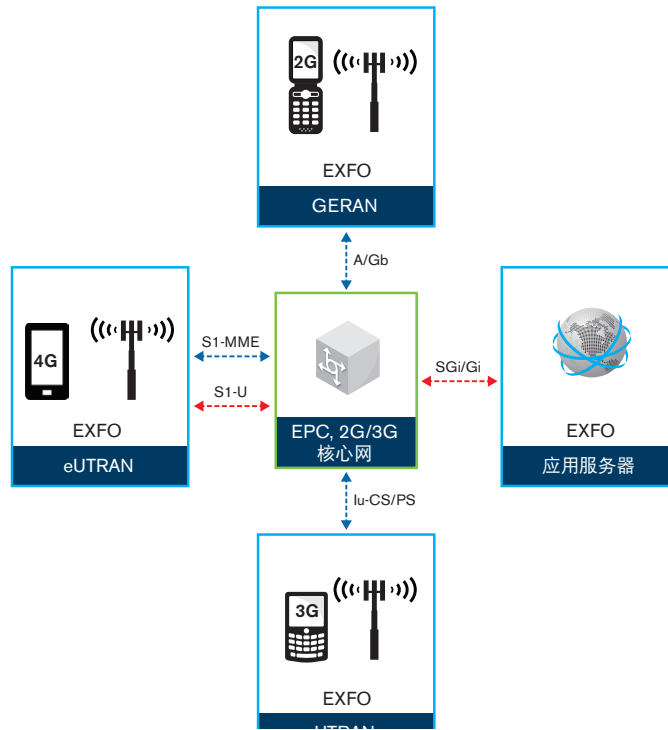 2G
EXFO
GERAN
A/Gb
4G
EXFO
eUTRAN
S1-MME
S1-U
EPC, 2G/3G
核心网
SGi/Gi
EXFO
应用服务器
Iu-CS/PS
3G
EXFO
UTRAN